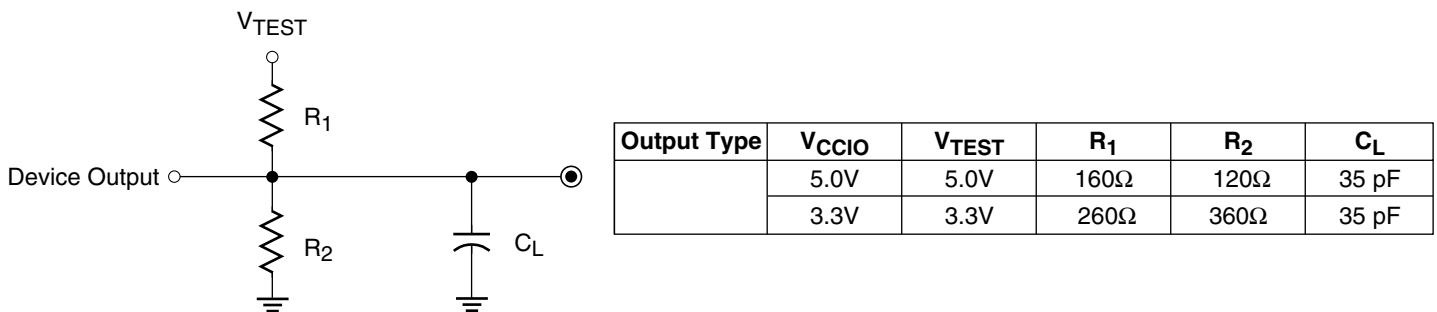 VTEST
R1
Device Output
R2
CL
Output Type VCCIO VTEST R1 R2 CL
5.0V 5.0V 160Ω 120Ω 35 pF
3.3V 3.3V 260Ω 360Ω 35 pF